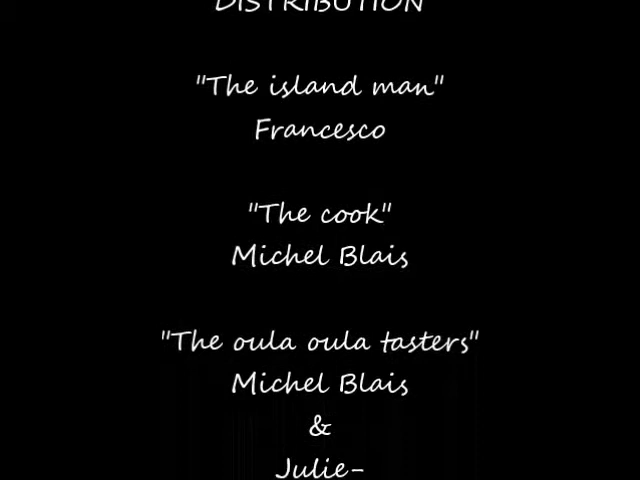 DISTRIBUTION
"The island man"
Francesco
"The cook"
Michel Blais
"The oula oula tasters"
Michel Blais
&
Julie-